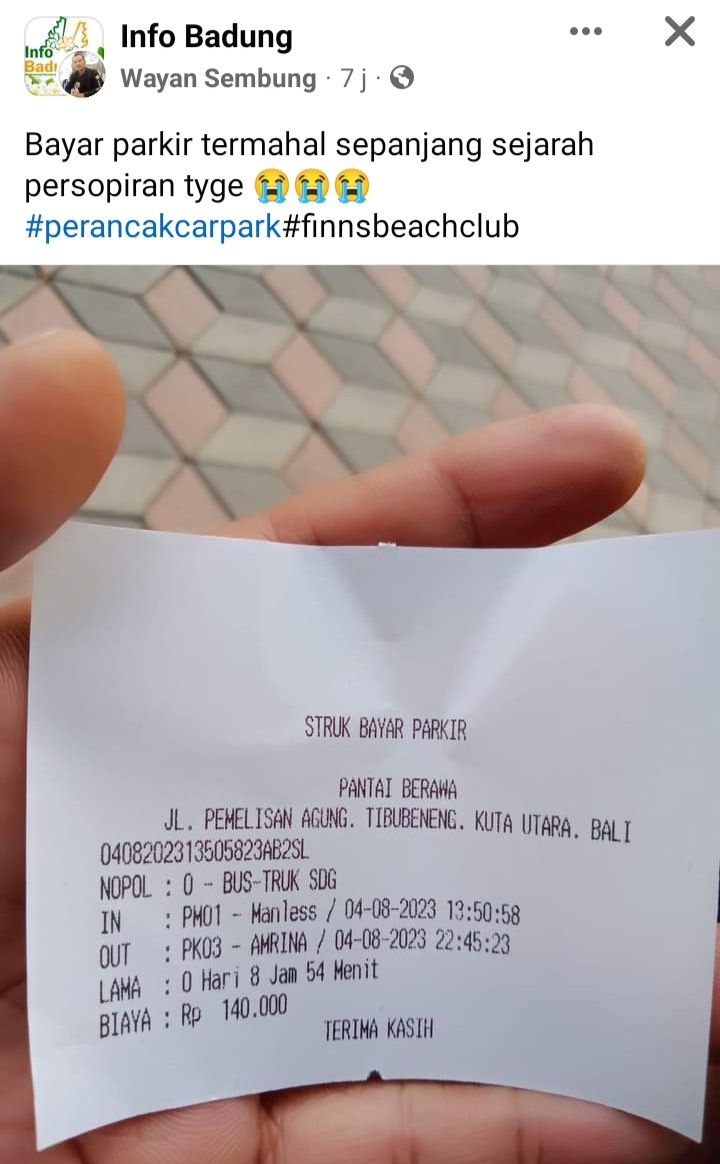 Info Badung
Info
Wayan Sembung · 7 j ·
Bayar parkir termahal sepanjang sejarah
persopiran tyge 😭😭😭
#perancakcarpark#finnsbeachclub
STRUK BAYAR PARKIR
PANTAI BERAWA
JL. PEMELISAN AGUNG. TIBUBENENG. KUTA UTARA. BALI
0408202313505823AB2SL
NOPOL : 0 - BUS-TRUK SDG
IN : PM01 - Manless / 04-08-2023 13:50:58
OUT : PK03 - AMRINA / 04-08-2023 22:45:23
LAMA : 0 Hari 8 Jam 54 Menit
BIAYA : Rp 140.000
TERIMA KASIH